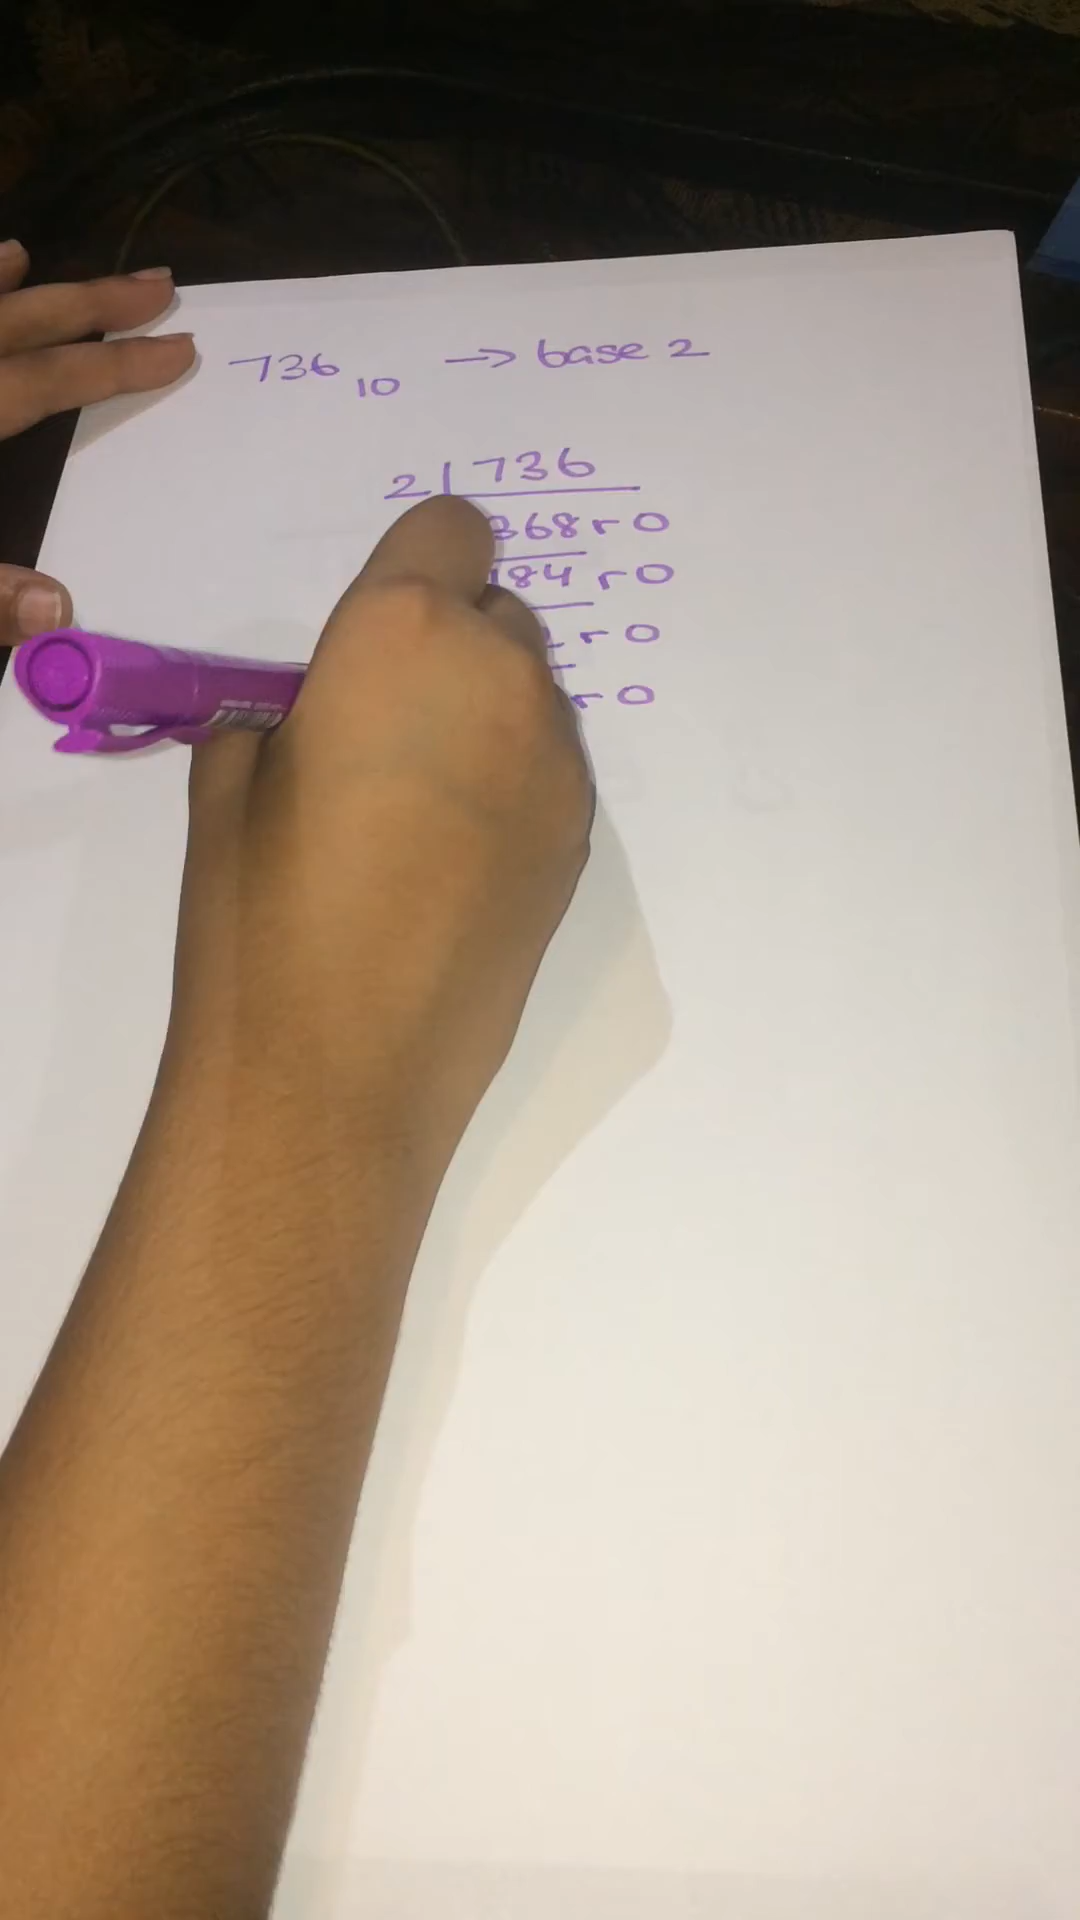 736 10 → base 2
2 | 736
368 r 0
184 r 0
r 0
r 0